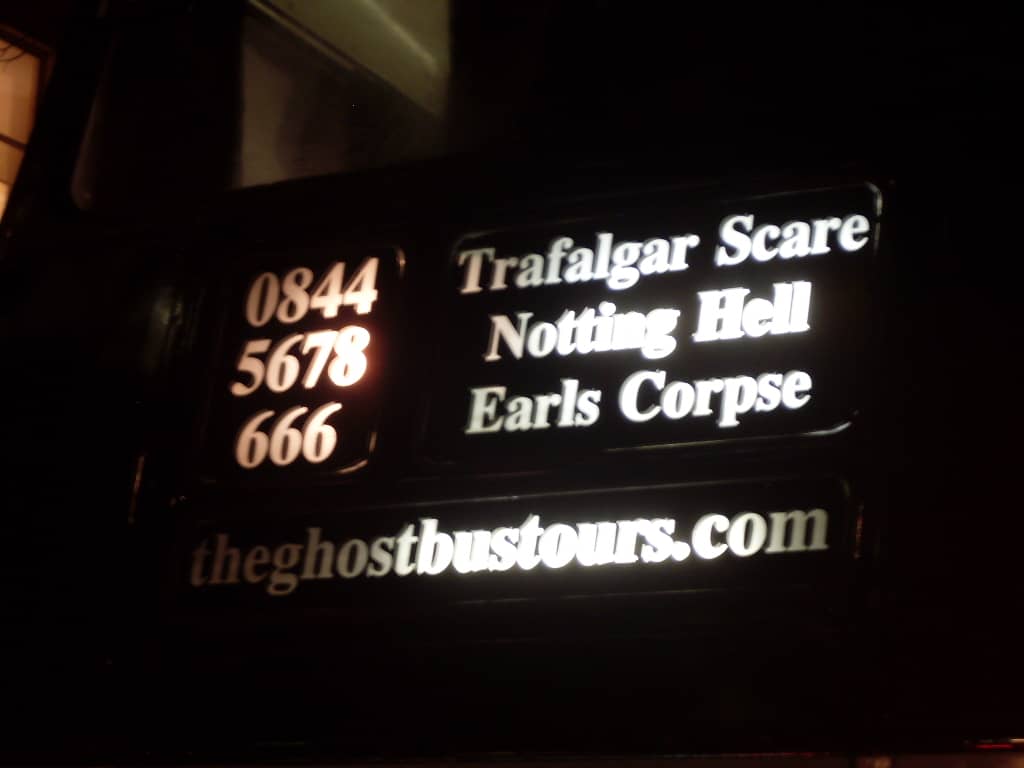 0844
5678
666
Trafalgar Scare
Notting Hell
Earls Corpse
theghostbustours.com